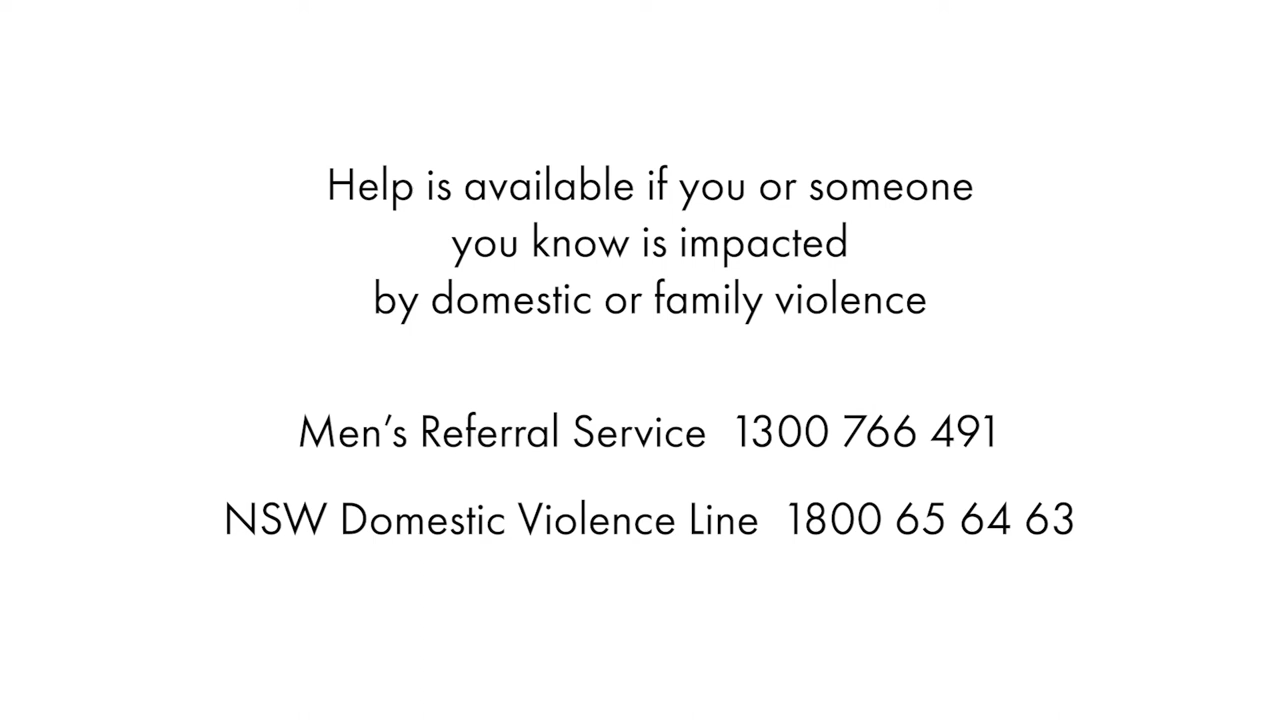 Help is available if you or someone
you know is impacted
by domestic or family violence
Men’s Referral Service 1300 766 491
NSW Domestic Violence Line 1800 65 64 63